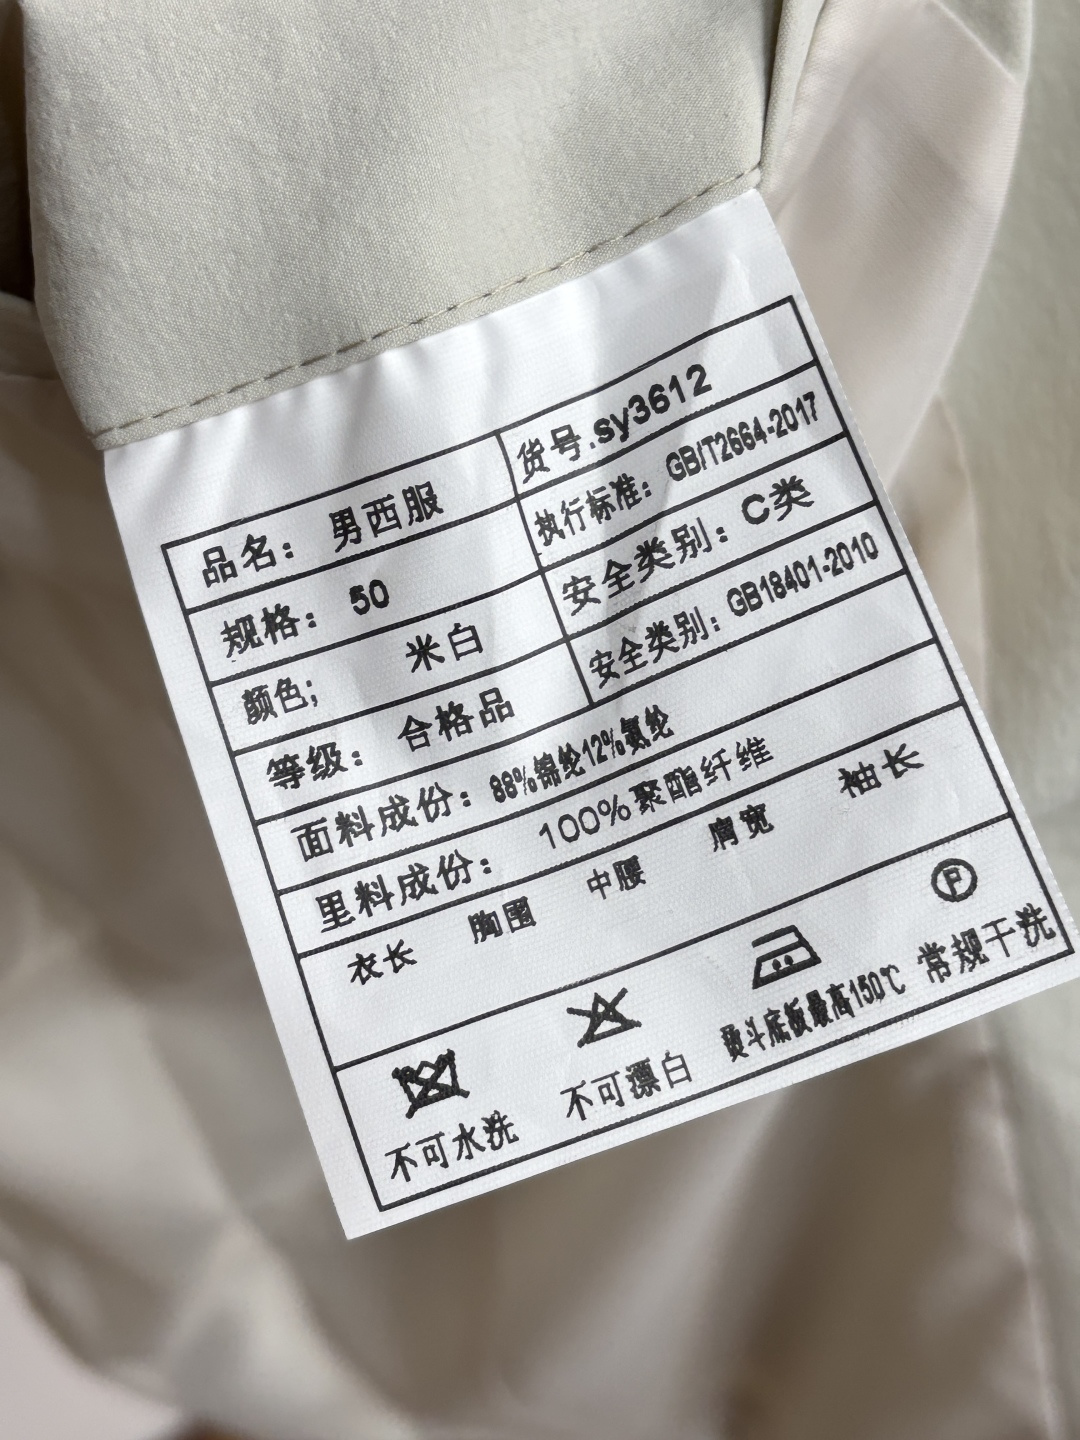 品名： 男西服
货号.sy3612
规格： 50
执行标准：GB/T2664-2017
颜色; 米白
安全类别：C类
等级： 合格品
安全类别：GB18401-2010
面料成份：88%锦纶12%氨纶
里料成份： 100%聚酯纤维
衣长 胸围 中腰 肩宽 袖长
P
不可水洗 不可漂白 熨斗底板最高150℃ 常规干洗